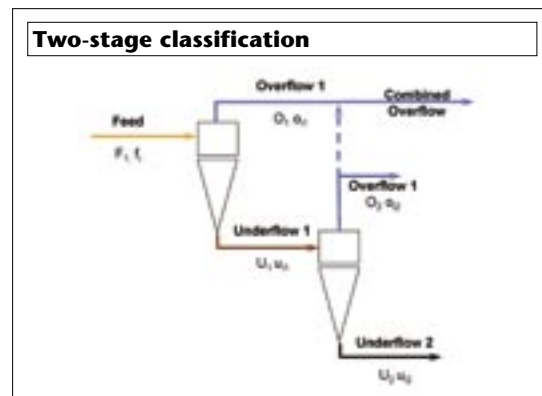 Two-stage classification
Overflow 1
Combined
Overflow
Feed
Overflow 1
Underflow 1
Underflow 2